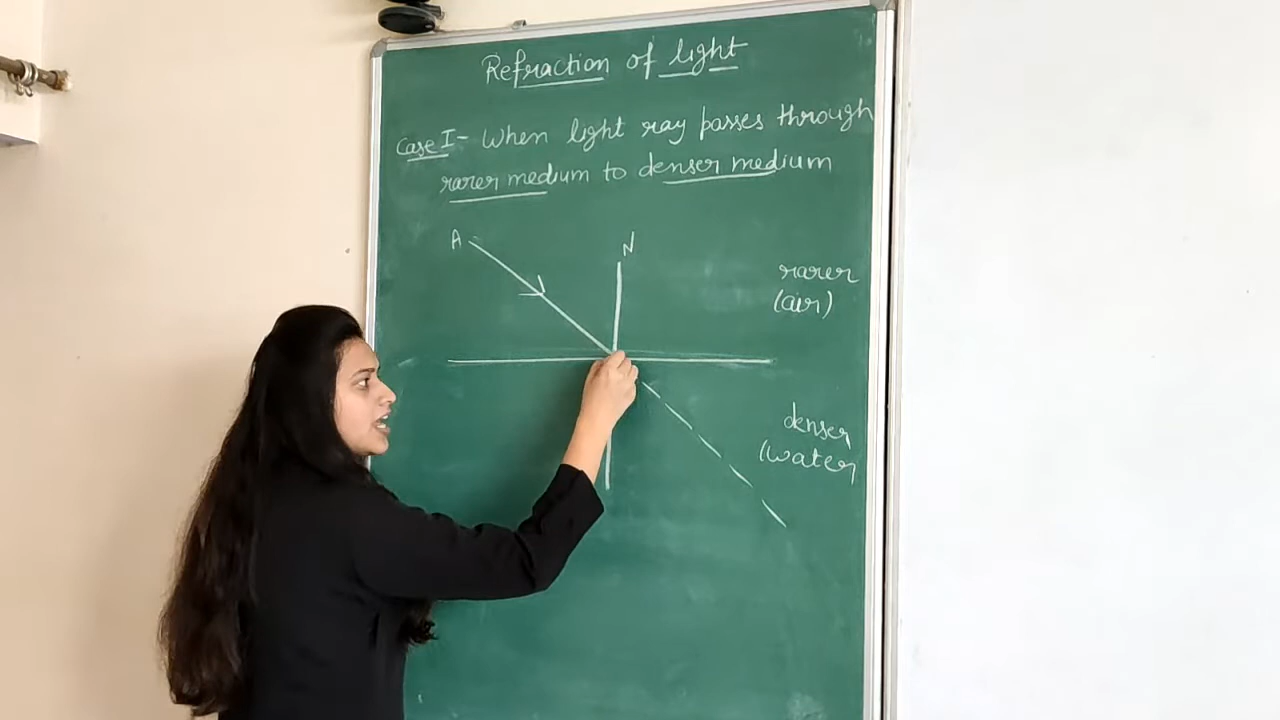 Refraction of light
Case I- When light ray passes through
rarer medium to denser medium
A
N
rarer
(air)
denser
(water